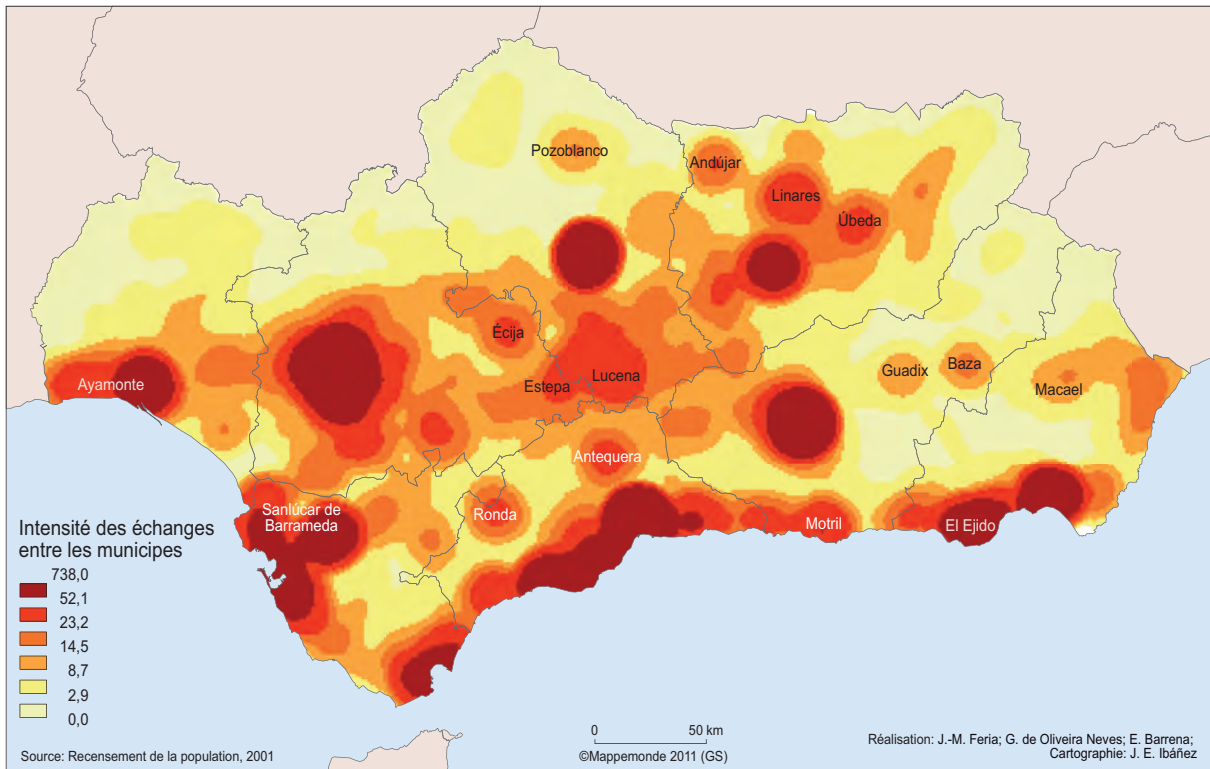 Pozoblanco
Andújar
Linares
Úbeda
Écija
Estepa
Lucena
Guadix
Baza
Macael
Ayamonte
Antequera
Sanlúcar de
Barrameda
Ronda
Motril
El Ejido
Intensité des échanges
entre les municipes
738,0
52,1
23,2
14,5
8,7
2,9
0,0
Source: Recensement de la population, 2001
0 50 km
©Mappemonde 2011 (GS)
Réalisation: J.-M. Feria; G. de Oliveira Neves; E. Barrena;
Cartographie: J. E. Ibáñez